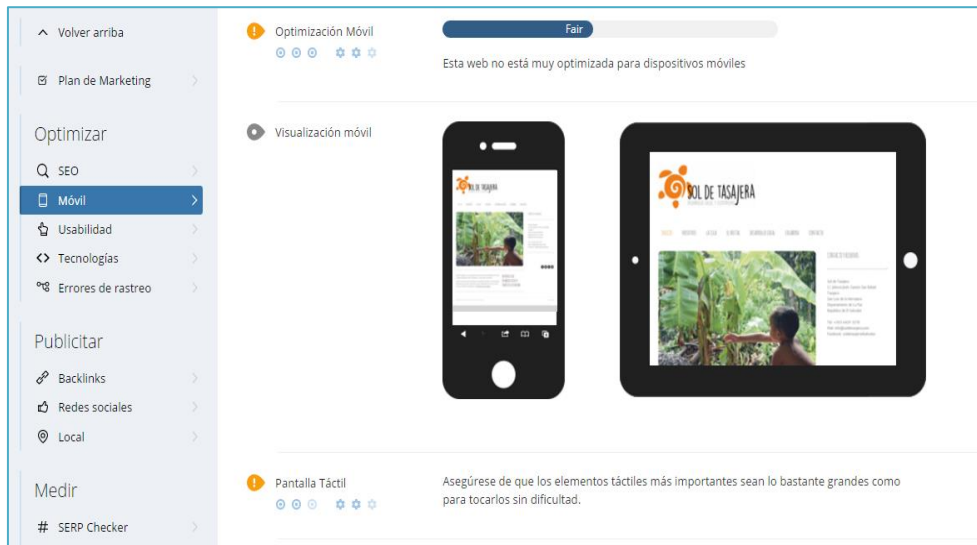 Volver arriba
Plan de Marketing
Optimizar
SEO
Móvil
Usabilidad
Tecnologías
Errores de rastreo
Publicitar
Backlinks
Redes sociales
Local
Medir
# SERP Checker
Optimización Móvil
Fair
Esta web no está muy optimizada para dispositivos móviles
Visualización móvil
SOL DE TASAJERA
SOL DE TASAJERA
Pantalla Táctil
Asegúrese de que los elementos táctiles más importantes sean lo bastante grandes como
para tocarlos sin dificultad.